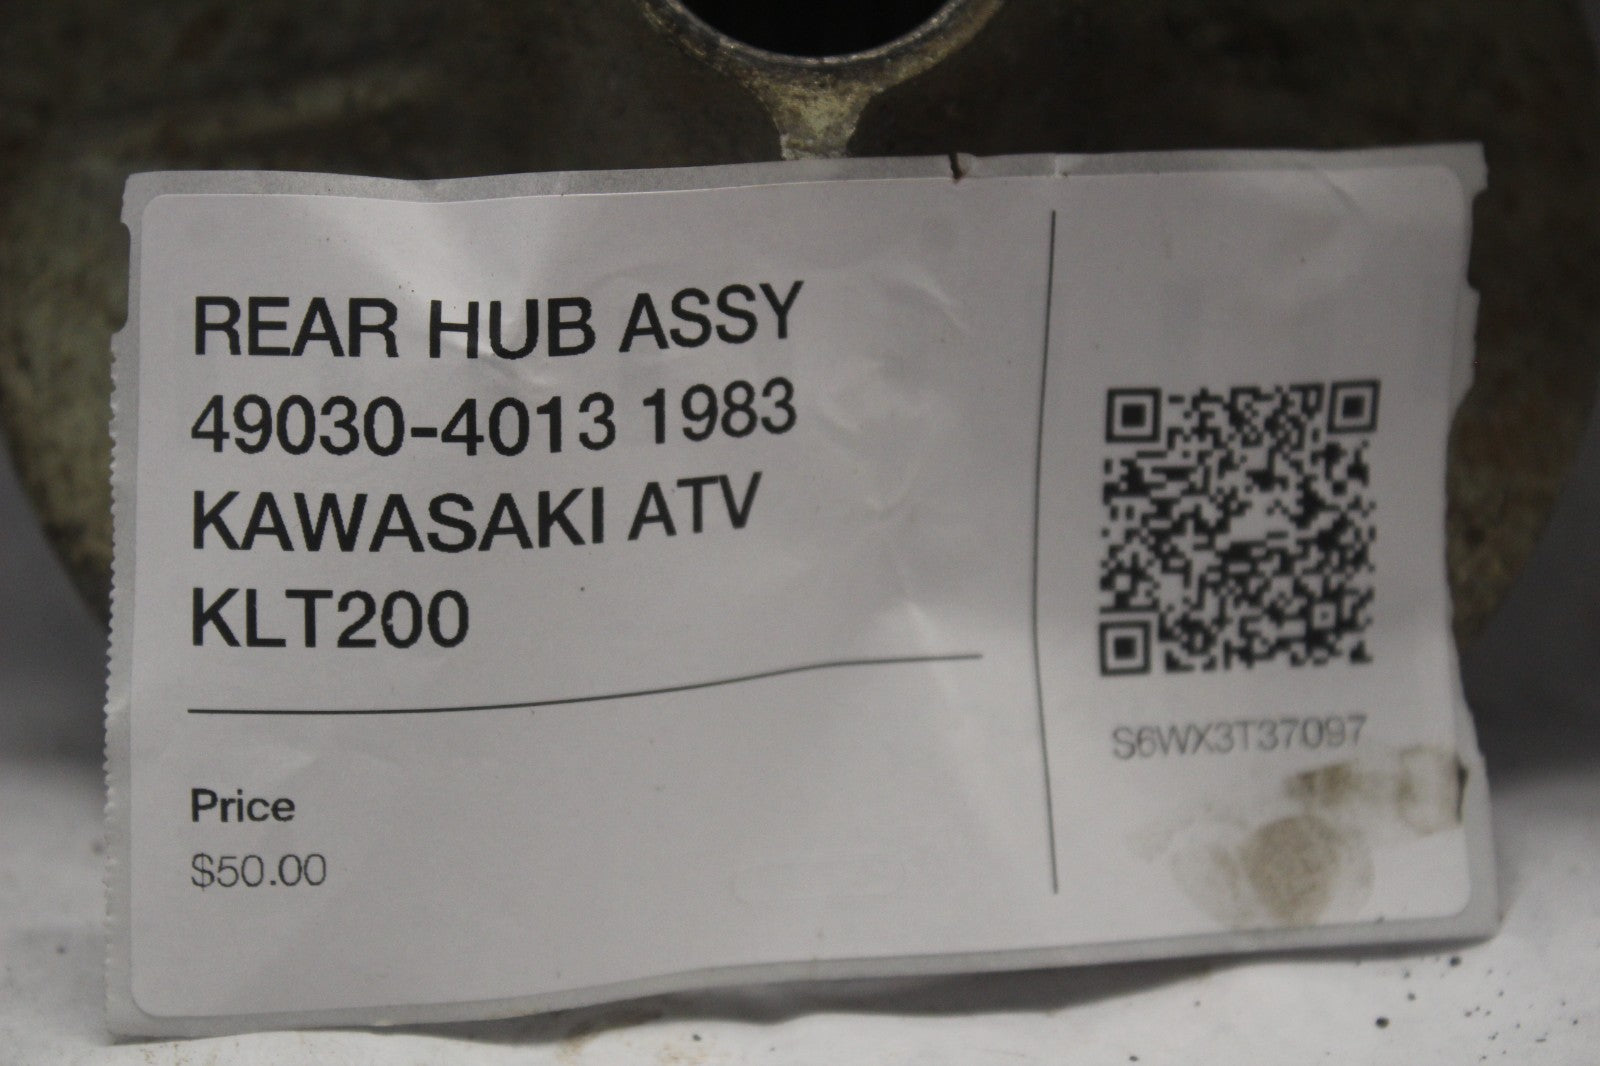 REAR HUB ASSY
49030-4013 1983
KAWASAKI ATV
KLT200
Price
$50.00
S6WX3T37097